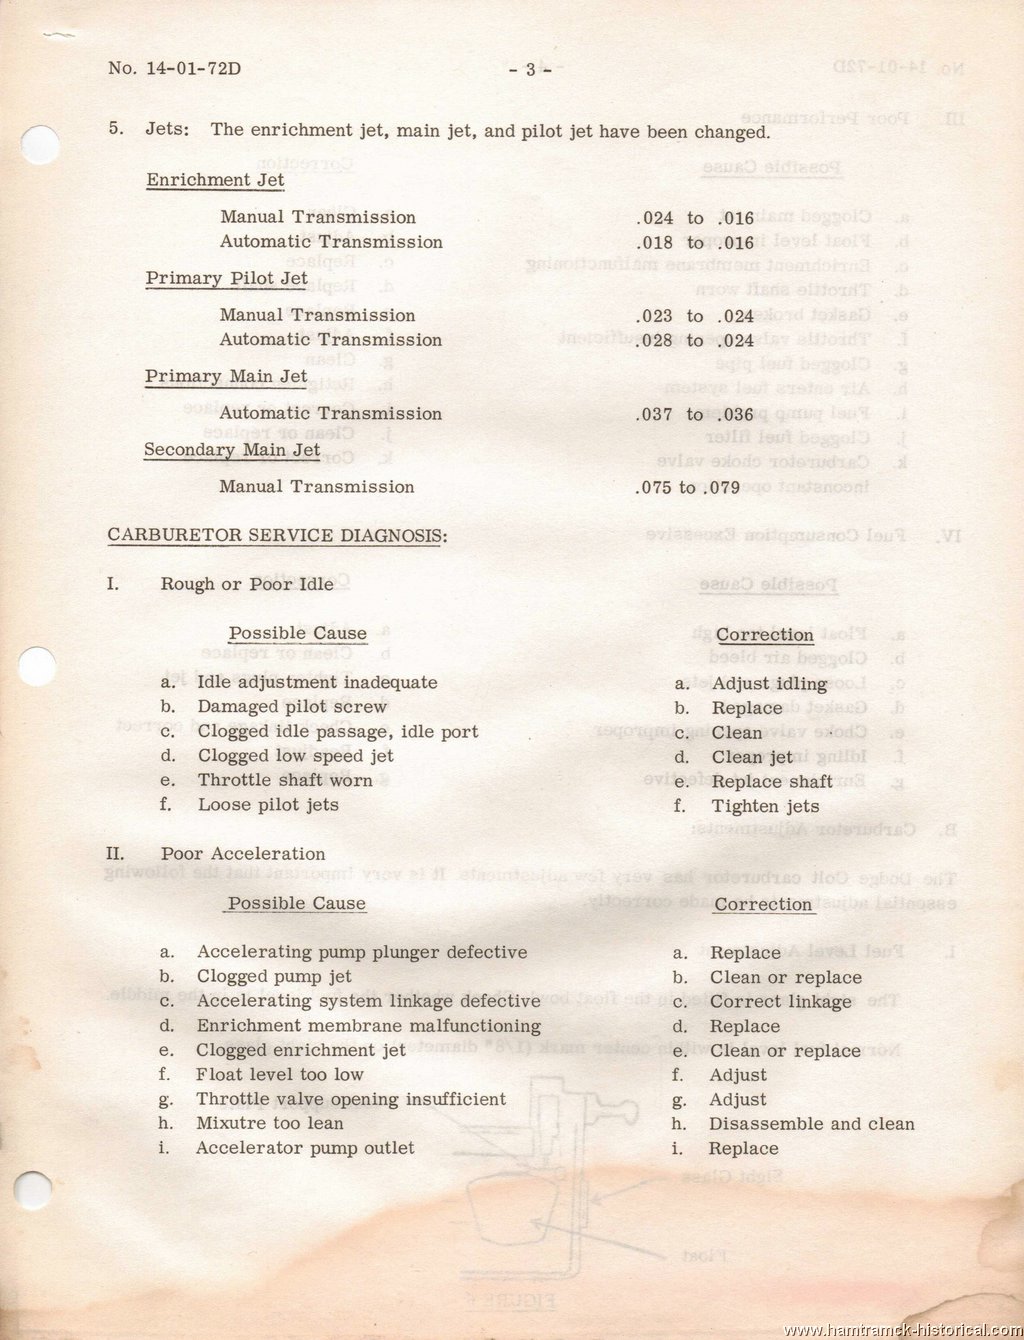 No. 14-01-72D - 3 -
5. Jets: The enrichment jet, main jet, and pilot jet have been changed.
Enrichment Jet
Manual Transmission .024 to .016
Automatic Transmission .018 to .016
Primary Pilot Jet
Manual Transmission .023 to .024
Automatic Transmission .028 to .024
Primary Main Jet
Automatic Transmission .037 to .036
Secondary Main Jet
Manual Transmission .075 to .079
CARBURETOR SERVICE DIAGNOSIS:
I. Rough or Poor Idle
Possible Cause Correction
a. Idle adjustment inadequate a. Adjust idling
b. Damaged pilot screw b. Replace
c. Clogged idle passage, idle port c. Clean
d. Clogged low speed jet d. Clean jet
e. Throttle shaft worn e. Replace shaft
f. Loose pilot jets f. Tighten jets
II. Poor Acceleration
Possible Cause Correction
a. Accelerating pump plunger defective a. Replace
b. Clogged pump jet b. Clean or replace
c. Accelerating system linkage defective c. Correct linkage
d. Enrichment membrane malfunctioning d. Replace
e. Clogged enrichment jet e. Clean or replace
f. Float level too low f. Adjust
g. Throttle valve opening insufficient g. Adjust
h. Mixutre too lean h. Disassemble and clean
i. Accelerator pump outlet i. Replace
www.hamtramck-historical.com